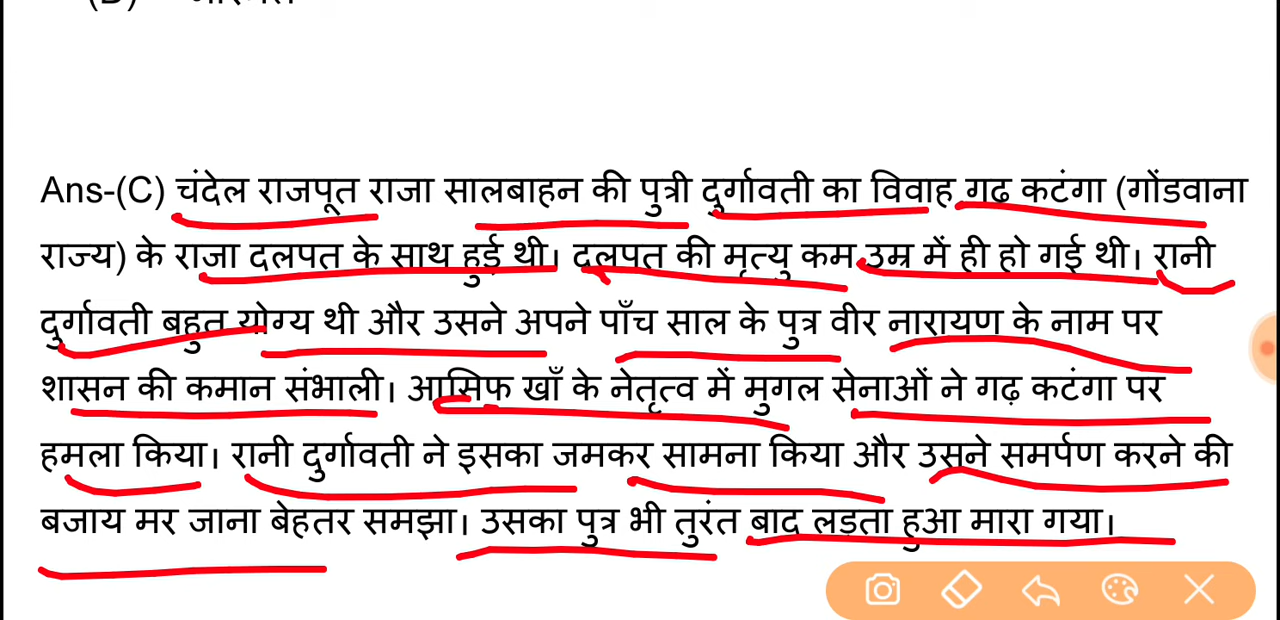 Ans-(C) चंदेल राजपूत राजा सालबाहन की पुत्री दुर्गावती का विवाह गढ़ कटंगा (गोंडवाना
राज्य) के राजा दलपत के साथ हुई थी। दलपत की मृत्यु कम उम्र में ही हो गई थी। रानी
दुर्गावती बहुत योग्य थी और उसने अपने पाँच साल के पुत्र वीर नारायण के नाम पर
शासन की कमान संभाली। आसिफ खाँ के नेतृत्व में मुगल सेनाओं ने गढ़ कटंगा पर
हमला किया। रानी दुर्गावती ने इसका जमकर सामना किया और उसने समर्पण करने की
बजाय मर जाना बेहतर समझा। उसका पुत्र भी तुरंत बाद लड़ता हुआ मारा गया।